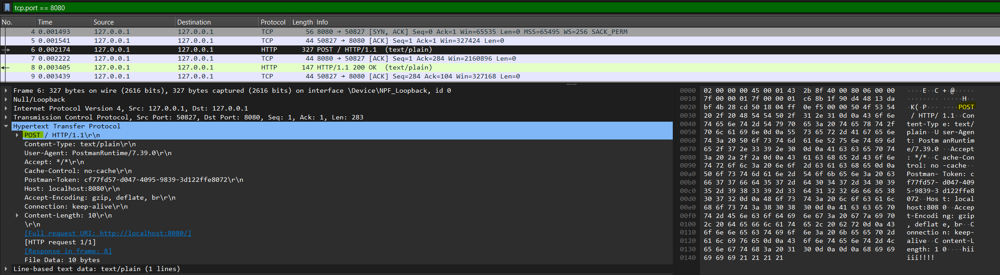 tcp.port == 8080
No. Time Source Destination Protocol Length Info
4 0.001493 127.0.0.1 127.0.0.1 TCP 56 8080 → 50827 [SYN, ACK] Seq=0 Ack=1 Win=65535 Len=0 MSS=65495 WS=256 SACK_PERM
5 0.001541 127.0.0.1 127.0.0.1 TCP 44 50827 → 8080 [ACK] Seq=1 Ack=1 Win=327424 Len=0
6 0.002174 127.0.0.1 127.0.0.1 HTTP 327 POST / HTTP/1.1 (text/plain)
7 0.002222 127.0.0.1 127.0.0.1 TCP 44 8080 → 50827 [ACK] Seq=1 Ack=284 Win=2160896 Len=0
8 0.003405 127.0.0.1 127.0.0.1 HTTP 147 HTTP/1.1 200 OK (text/plain)
9 0.003439 127.0.0.1 127.0.0.1 TCP 44 50827 → 8080 [ACK] Seq=284 Ack=104 Win=327168 Len=0
Frame 6: 327 bytes on wire (2616 bits), 327 bytes captured (2616 bits) on interface \Device\NPF_Loopback, id 0
Null/Loopback
Internet Protocol Version 4, Src: 127.0.0.1, Dst: 127.0.0.1
Transmission Control Protocol, Src Port: 50827, Dst Port: 8080, Seq: 1, Ack: 1, Len: 283
Hypertext Transfer Protocol
POST / HTTP/1.1\r\n
Content-Type: text/plain\r\n
User-Agent: PostmanRuntime/7.39.0\r\n
Accept: */*\r\n
Cache-Control: no-cache\r\n
Postman-Token: cf77fd57-d047-4095-9839-3d122ffe8072\r\n
Host: localhost:8080\r\n
Accept-Encoding: gzip, deflate, br\r\n
Connection: keep-alive\r\n
Content-Length: 10\r\n
\r\n
[Full request URI: http://localhost:8080/]
[HTTP request 1/1]
[Response in frame: 8]
File Data: 10 bytes
Line-based text data: text/plain (1 lines)
0000 02 00 00 00 45 00 01 43 2b 8f 40 00 80 06 00 00 ····E··C +·@·····
0010 7f 00 00 01 7f 00 00 01 c6 8b 1f 90 d4 48 13 da ········ ·····H··
0020 bf 4b 28 cd 50 18 04 ff 0e f5 00 00 50 4f 53 54 ·K(·P··· ····POST
0030 20 2f 20 48 54 54 50 2f 31 2e 31 0d 0a 43 6f 6e / HTTP/ 1.1··Con
0040 74 65 6e 74 2d 54 79 70 65 3a 20 74 65 78 74 2f tent-Typ e: text/
0050 70 6c 61 69 6e 0d 0a 55 73 65 72 2d 41 67 65 6e plain··U ser-Agen
0060 74 3a 20 50 6f 73 74 6d 61 6e 52 75 6e 74 69 6d t: Postm anRuntim
0070 65 2f 37 2e 33 39 2e 30 0d 0a 41 63 63 65 70 74 e/7.39.0 ··Accept
0080 3a 20 2a 2f 2a 0d 0a 43 61 63 68 65 2d 43 6f 6e : */*··C ache-Con
0090 74 72 6f 6c 3a 20 6e 6f 2d 63 61 63 68 65 0d 0a trol: no -cache··
00a0 50 6f 73 74 6d 61 6e 2d 54 6f 6b 65 6e 3a 20 63 Postman- Token: c
00b0 66 37 37 66 64 35 37 2d 64 30 34 37 2d 34 30 39 f77fd57- d047-409
00c0 35 2d 39 38 33 39 2d 33 64 31 32 32 66 66 65 38 5-9839-3 d122ffe8
00d0 30 37 32 0d 0a 48 6f 73 74 3a 20 6c 6f 63 61 6c 072··Hos t: local
00e0 68 6f 73 74 3a 38 30 38 30 0d 0a 41 63 63 65 70 host:808 0··Accep
00f0 74 2d 45 6e 63 6f 64 69 6e 67 3a 20 67 7a 69 70 t-Encodi ng: gzip
0100 2c 20 64 65 66 6c 61 74 65 2c 20 62 72 0d 0a 43 , deflat e, br··C
0110 6f 6e 6e 65 63 74 69 6f 6e 3a 20 6b 65 65 70 2d onnectio n: keep-
0120 61 6c 69 76 65 0d 0a 43 6f 6e 74 65 6e 74 2d 4c alive··C ontent-L
0130 65 6e 67 74 68 3a 20 31 30 0d 0a 0d 0a 68 69 69 ength: 1 0····hii
0140 69 69 69 21 21 21 21 iii!!!!